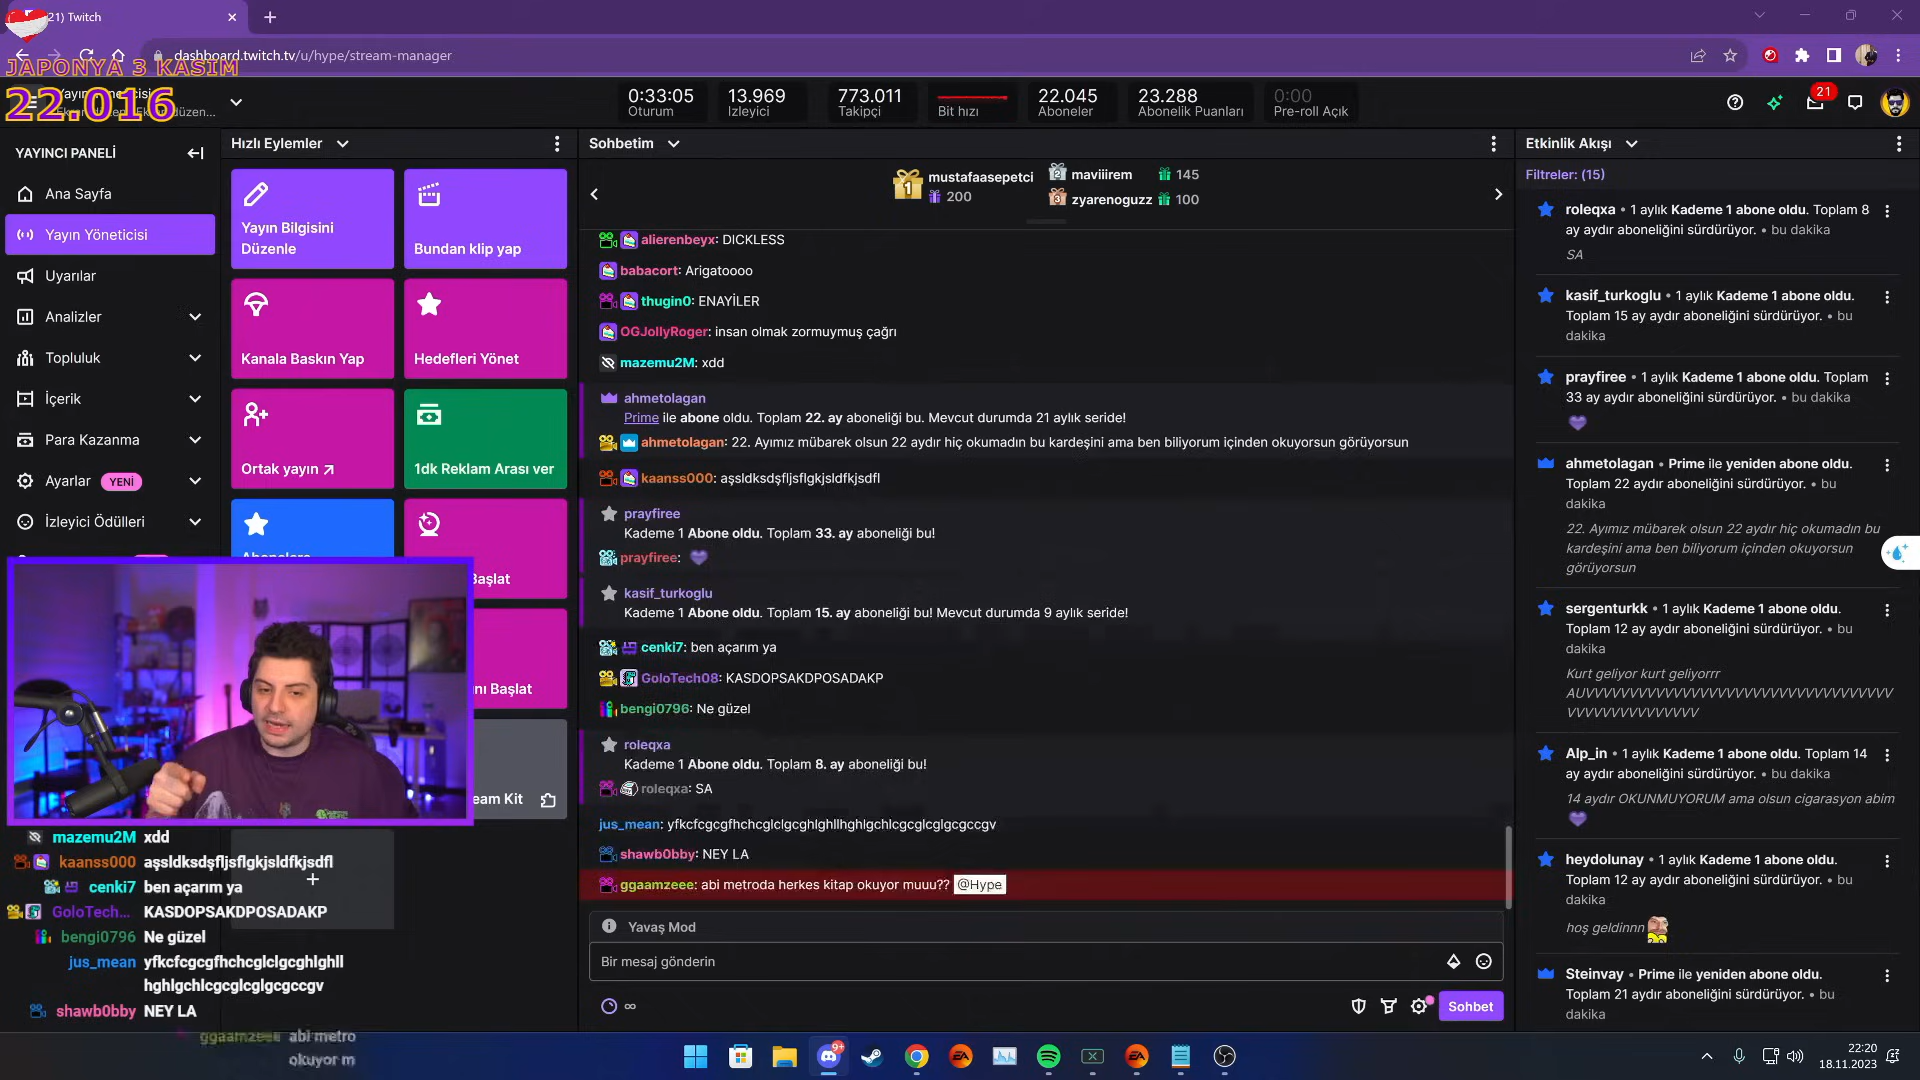 21) Twitch
dashboard.twitch.tv/u/hype/stream-manager
JAPONYA 3 KASIM
22.016
0:33:05
Oturum
13.969
İzleyici
773.011
Takipçi
Bit hızı
22.045
Aboneler
23.288
Abonelik Puanları
0:00
Pre-roll Açık
21
YAYINCI PANELİ
Ana Sayfa
Yayın Yöneticisi
Uyarılar
Analizler
Topluluk
İçerik
Para Kazanma
Ayarlar YENİ
İzleyici Ödülleri
Hızlı Eylemler
Yayın Bilgisini
Düzenle
Bundan klip yap
Kanala Baskın Yap
Hedefleri Yönet
Ortak yayın ↗
1dk Reklam Arası ver
Başlat
nı Başlat
eam Kit
Sohbetim
1 mustafaasepetci
200
2 maviiirem 145
3 zyarenoguzz 100
alierenbeyx: DICKLESS
babacort: Arigatoooo
thugin0: ENAYİLER
OGJollyRoger: insan olmak zormuymuş çağrı
mazemu2M: xdd
ahmetolagan
Prime ile abone oldu. Toplam 22. ay aboneliği bu. Mevcut durumda 21 aylık seride!
ahmetolagan: 22. Ayımız mübarek olsun 22 aydır hiç okumadın bu kardeşini ama ben biliyorum içinden okuyorsun görüyorsun
kaanss000: aşsldksdşfljsflgkjsldfkjsdfl
prayfiree
Kademe 1 Abone oldu. Toplam 33. ay aboneliği bu!
prayfiree:
kasif_turkoglu
Kademe 1 Abone oldu. Toplam 15. ay aboneliği bu! Mevcut durumda 9 aylık seride!
cenki7: ben açarım ya
GoloTech08: KASDOPSAKDPOSADAKP
bengi0796: Ne güzel
roleqxa
Kademe 1 Abone oldu. Toplam 8. ay aboneliği bu!
roleqxa: SA
jus_mean: yfkcfcgcgfhchcglclgcghlghllhghlgchlcgcglcglgcgccgv
shawb0bby: NEY LA
ggaamzeee: abi metroda herkes kitap okuyor muuu?? @Hype
Yavaş Mod
Bir mesaj gönderin
∞
Sohbet
Etkinlik Akışı
Filtreler: (15)
roleqxa • 1 aylık Kademe 1 abone oldu. Toplam 8
ay aydır aboneliğini sürdürüyor. • bu dakika
SA
kasif_turkoglu • 1 aylık Kademe 1 abone oldu.
Toplam 15 ay aydır aboneliğini sürdürüyor. • bu
dakika
prayfiree • 1 aylık Kademe 1 abone oldu. Toplam
33 ay aydır aboneliğini sürdürüyor. • bu dakika
ahmetolagan • Prime ile yeniden abone oldu.
Toplam 22 aydır aboneliğini sürdürüyor. • bu
dakika
22. Ayımız mübarek olsun 22 aydır hiç okumadın bu
kardeşini ama ben biliyorum içinden okuyorsun
görüyorsun
sergenturkk • 1 aylık Kademe 1 abone oldu.
Toplam 12 ay aydır aboneliğini sürdürüyor. • bu
dakika
Kurt geliyor kurt geliyorrr
Alp_in • 1 aylık Kademe 1 abone oldu. Toplam 14
ay aydır aboneliğini sürdürüyor. • bu dakika
14 aydır OKUNMUYORUM ama olsun cigarasyon abim
heydolunay • 1 aylık Kademe 1 abone oldu.
Toplam 12 ay aydır aboneliğini sürdürüyor. • bu
dakika
hoş geldinnn
Steinvay • Prime ile yeniden abone oldu.
Toplam 21 aydır aboneliğini sürdürüyor. • bu
dakika
mazemu2M xdd
kaanss000 aşsldksdşfljsflgkjsldfkjsdfl
cenki7 ben açarım ya
GoloTech... KASDOPSAKDPOSADAKP
bengi0796 Ne güzel
jus_mean yfkcfcgcgfhchcglclgcghlghll
hghlgchlcgcglcglgcgccgv
shawb0bby NEY LA
ggaamzeee abi metro
okuyor m
9+
22:20
18.11.2023